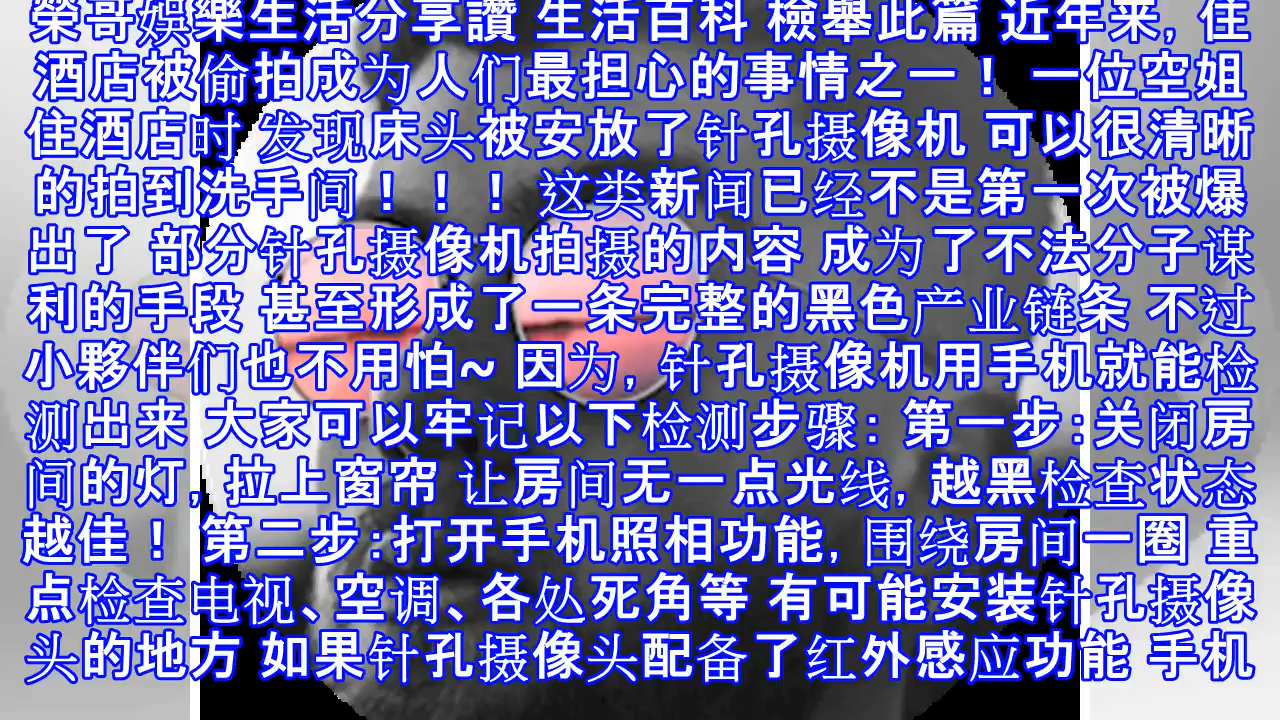 榮哥娛樂生活分享讚 生活百科 檢舉此篇 近年来, 住
酒店被偷拍成为人们最担心的事情之一！ 一位空姐
住酒店时 发现床头被安放了针孔摄像机 可以很清晰
的拍到洗手间！！！ 这类新闻已经不是第一次被爆
出了 部分针孔摄像机拍摄的内容 成为了不法分子谋
利的手段 甚至形成了一条完整的黑色产业链条 不过
小夥伴们也不用怕~ 因为, 针孔摄像机用手机就能检
测出来 大家可以牢记以下检测步骤: 第一步:关闭房
间的灯, 拉上窗帘 让房间无一点光线, 越黑检查状态
越佳！ 第二步:打开手机照相功能, 围绕房间一圈 重
点检查电视、空调、各处死角等 有可能安装针孔摄像
头的地方 如果针孔摄像头配备了红外感应功能 手机